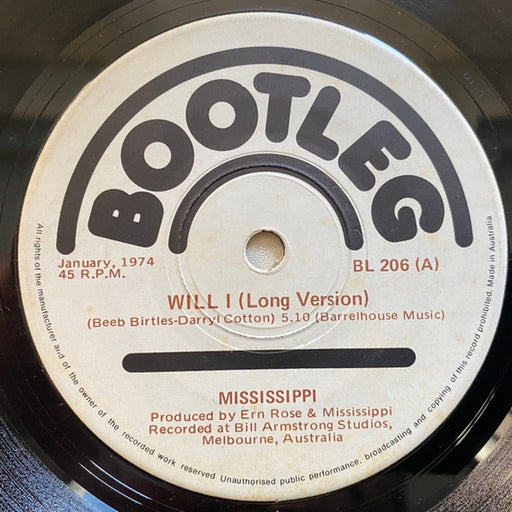 BOOTLEG
January, 1974
45 R.P.M.
BL 206 (A)
WILL I (Long Version)
(Beeb Birtles-Darryl Cotton) 5.10 (Barrelhouse Music)
MISSISSIPPI
Produced by Ern Rose & Mississippi
Recorded at Bill Armstrong Studios,
Melbourne, Australia
All rights of the manufacturer and of the owner of the recorded work reserved Unauthorised public performance, broadcasting and copying of this record prohibited. Made in Australia